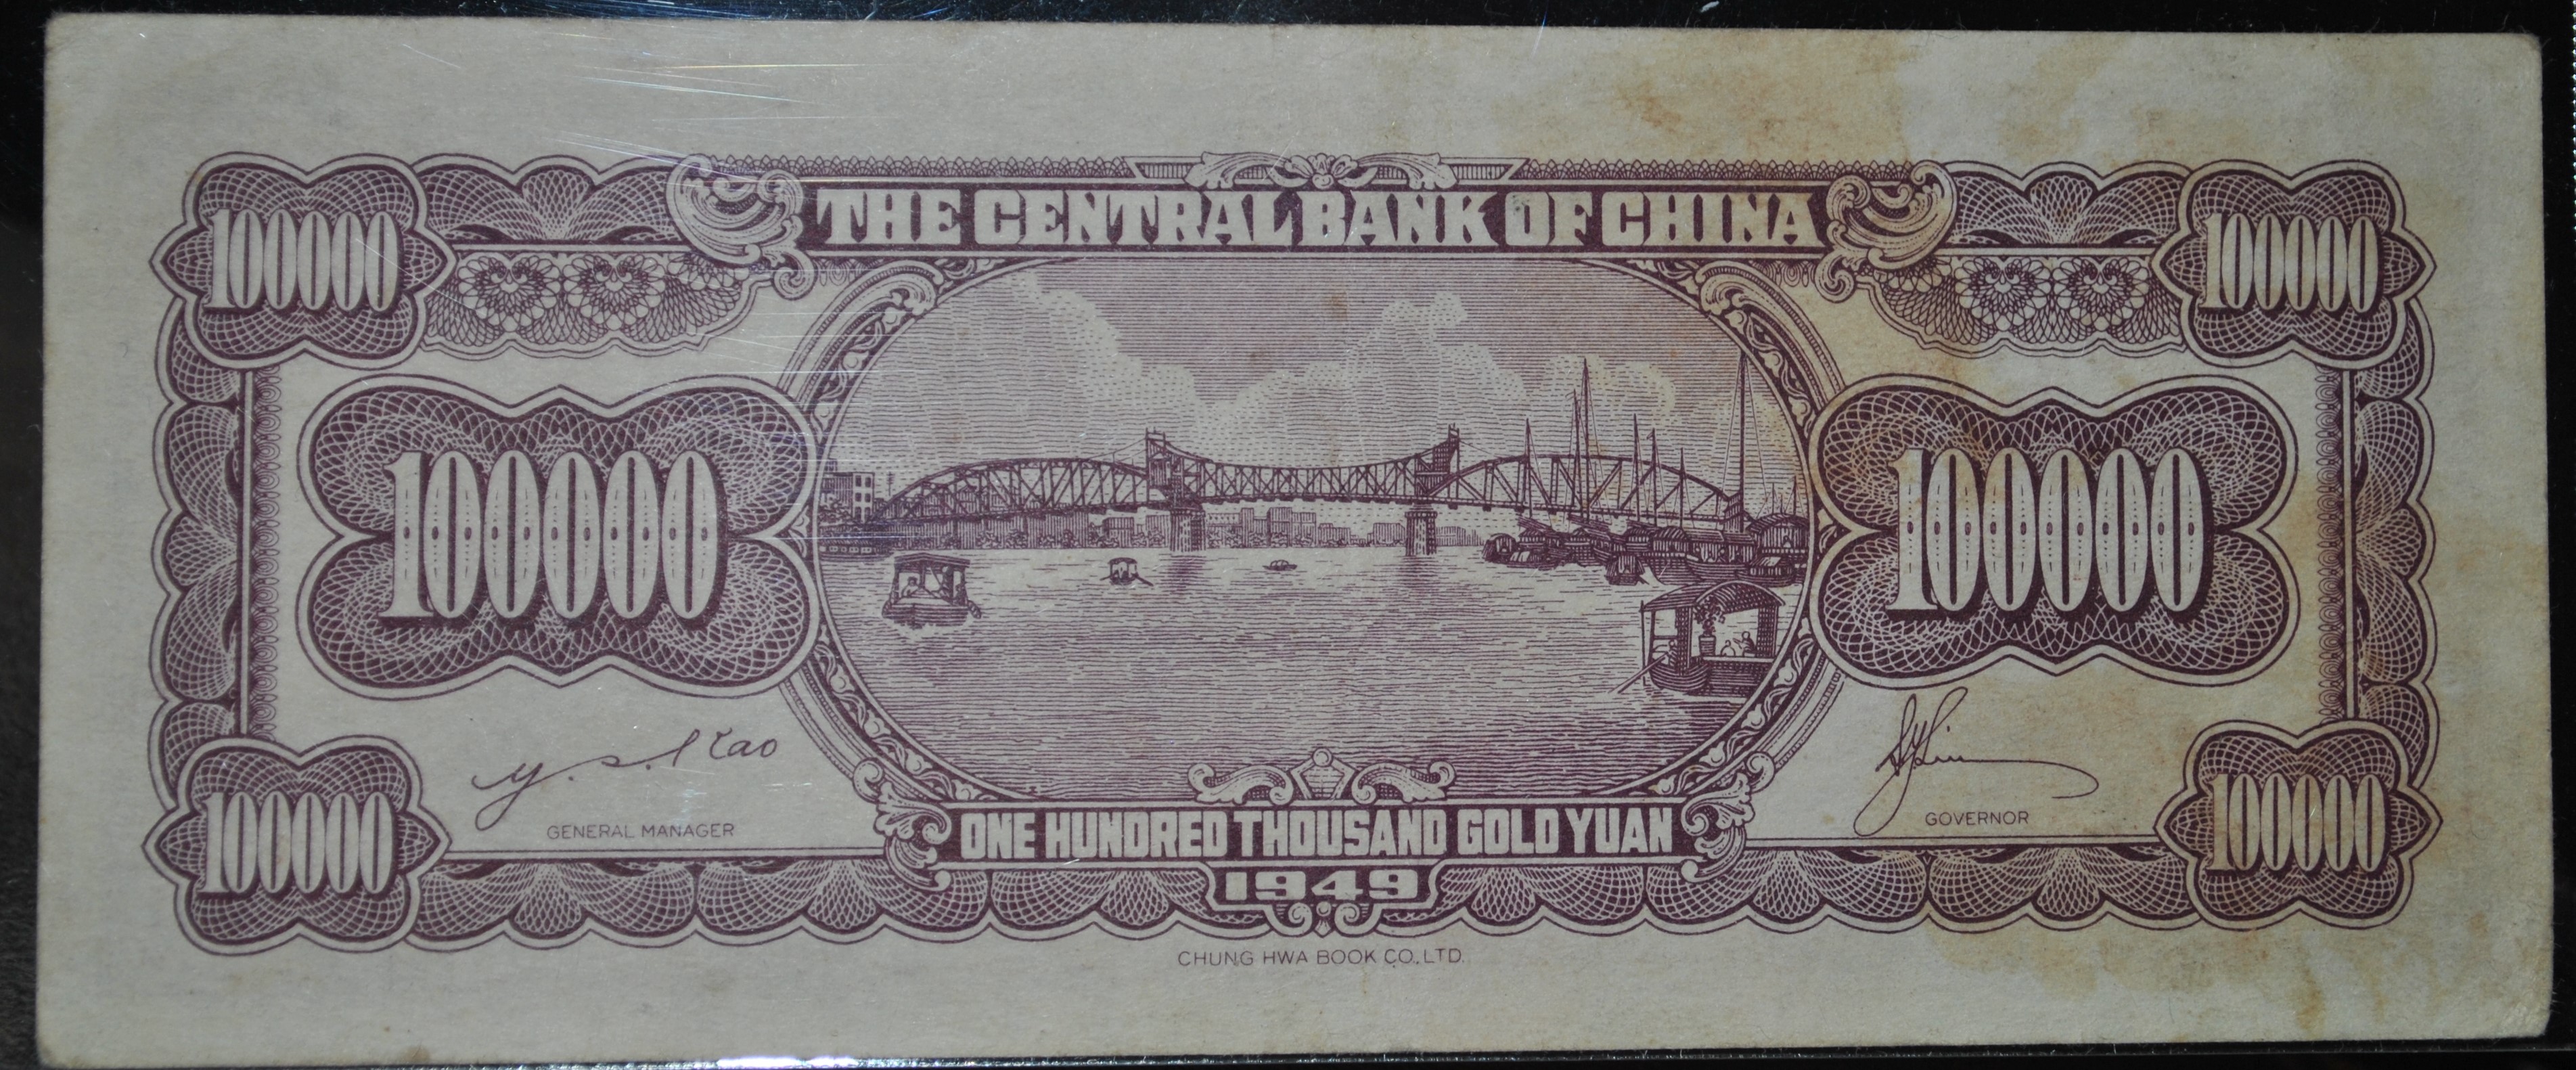 THE CENTRAL BANK OF CHINA
100000
100000
100000
100000
Y. S. Tao
GENERAL MANAGER
GOVERNOR
100000
ONE HUNDRED THOUSAND GOLD YUAN
100000
1949
CHUNG HWA BOOK CO., LTD.